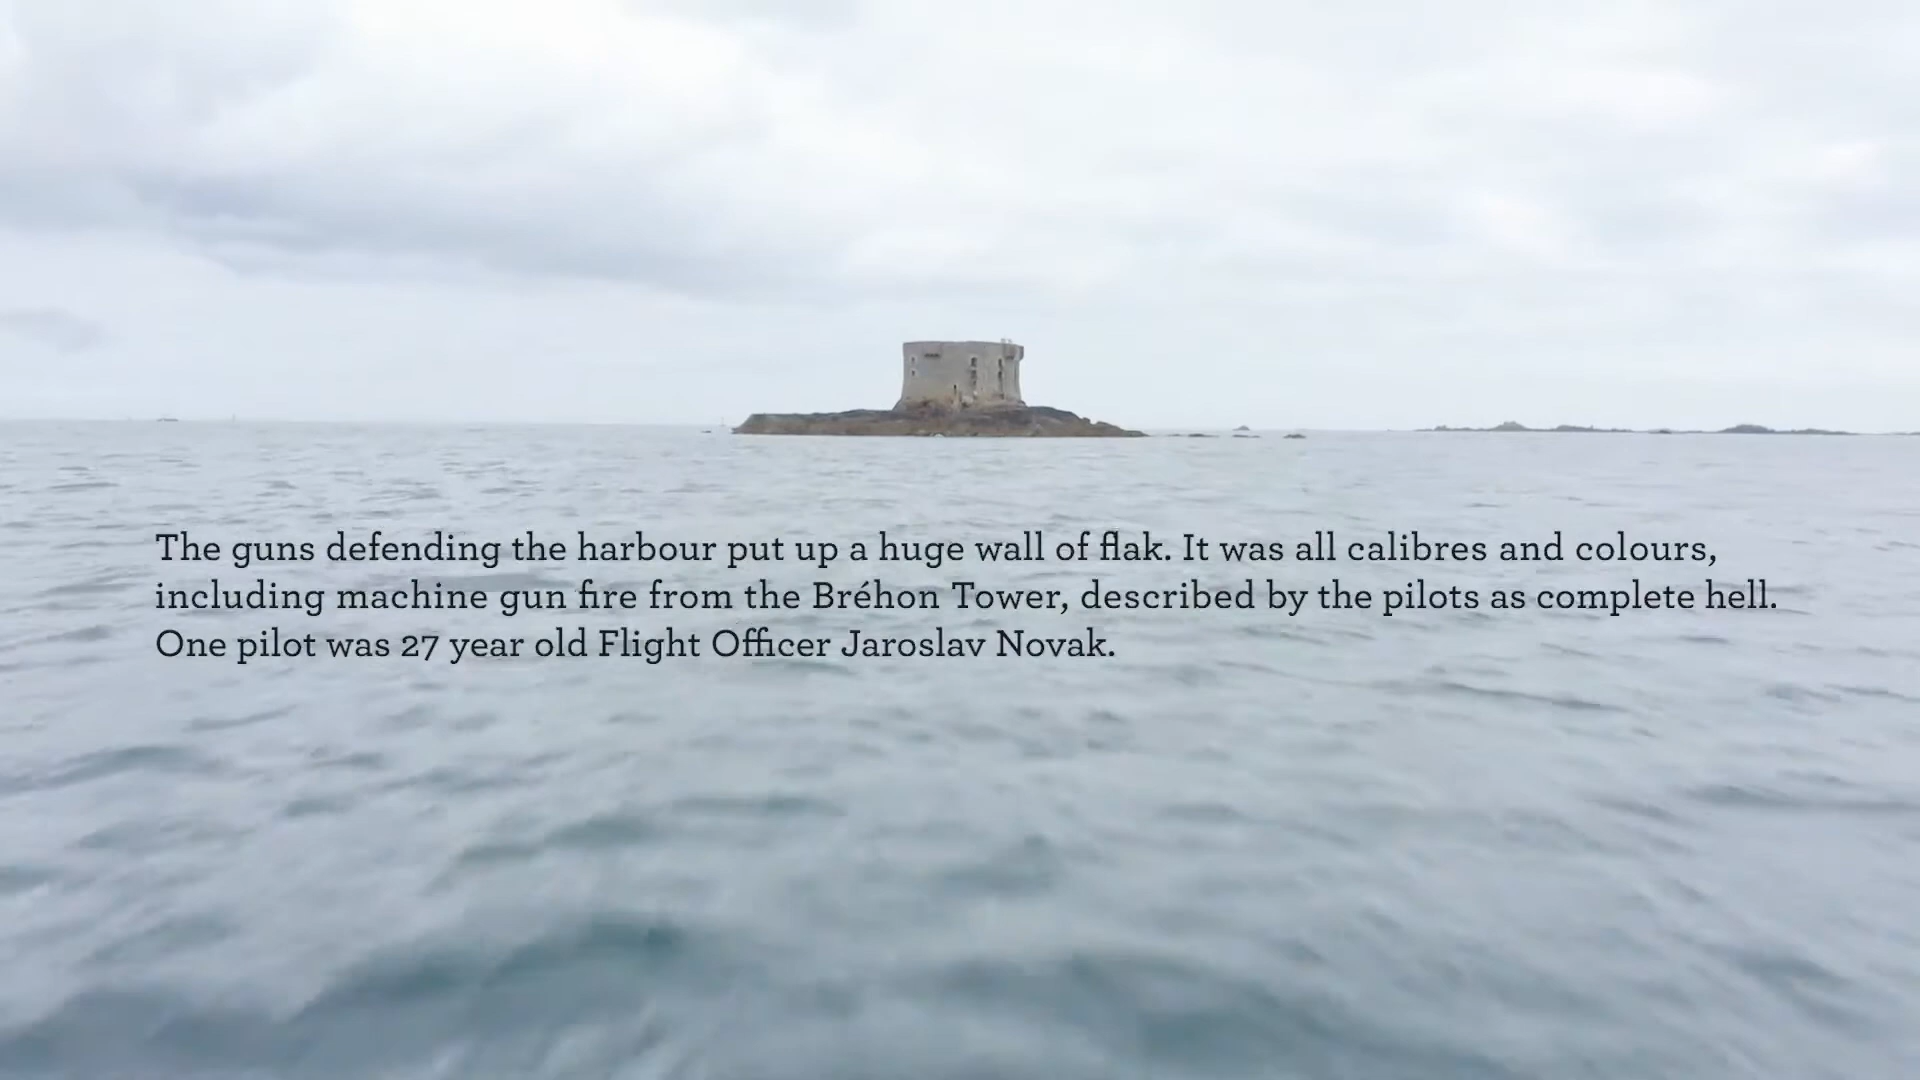 The guns defending the harbour put up a huge wall of flak. It was all calibres and colours,
including machine gun fire from the Bréhon Tower, described by the pilots as complete hell.
One pilot was 27 year old Flight Officer Jaroslav Novak.